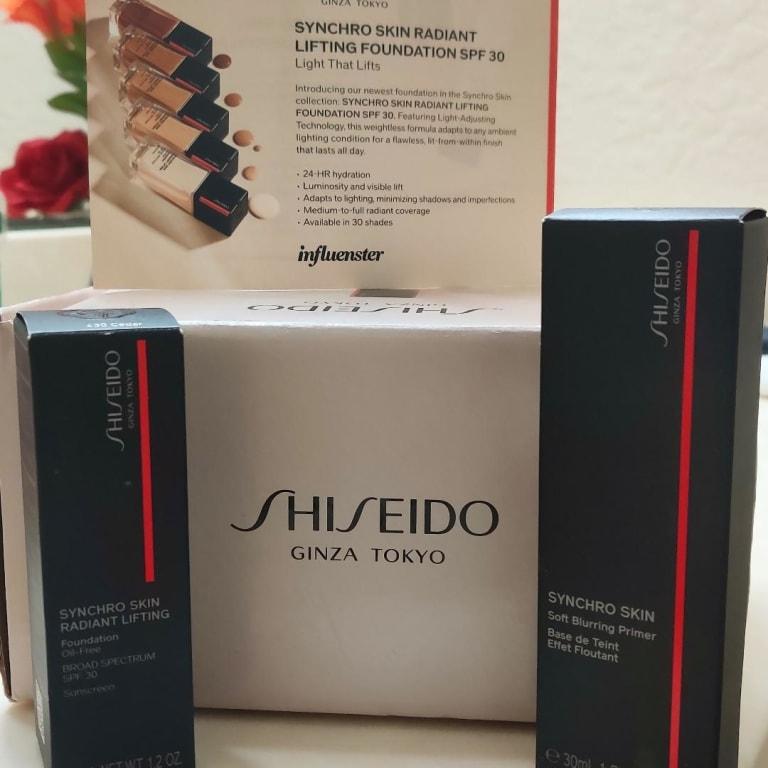 GINZA TOKYO
SYNCHRO SKIN RADIANT
LIFTING FOUNDATION SPF 30
Light That Lifts
Introducing our newest foundation in the Synchro Skin
collection: SYNCHRO SKIN RADIANT LIFTING
FOUNDATION SPF 30. Featuring Light-Adjusting
Technology, this weightless formula adapts to any ambient
lighting condition for a flawless, lit-from-within finish
that lasts all day.
• 24-HR hydration
• Luminosity and visible lift
• Adapts to lighting, minimizing shadows and imperfections
• Medium-to-full radiant coverage
• Available in 30 shades
influenster
SHISEIDO
GINZA TOKYO
SHISEIDO
GINZA TOKYO
430 Cedar
SHISEIDO
GINZA TOKYO
SYNCHRO SKIN
RADIANT LIFTING
Foundation
Oil-Free
BROAD SPECTRUM
SPF 30
Sunscreen
NET WT 1.2 OZ
SHISEIDO
GINZA TOKYO
SYNCHRO SKIN
Soft Blurring Primer
Base de Teint
Effet Floutant
℮ 30mL